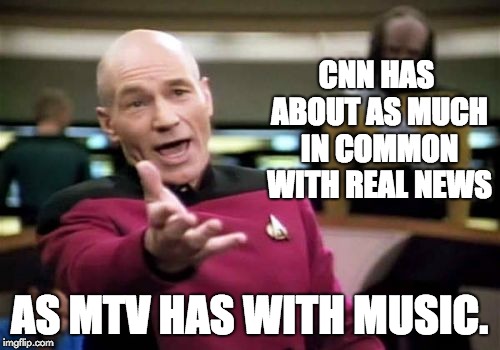 CNN HAS
ABOUT AS MUCH
IN COMMON
WITH REAL NEWS
AS MTV HAS WITH MUSIC.
imgflip.com